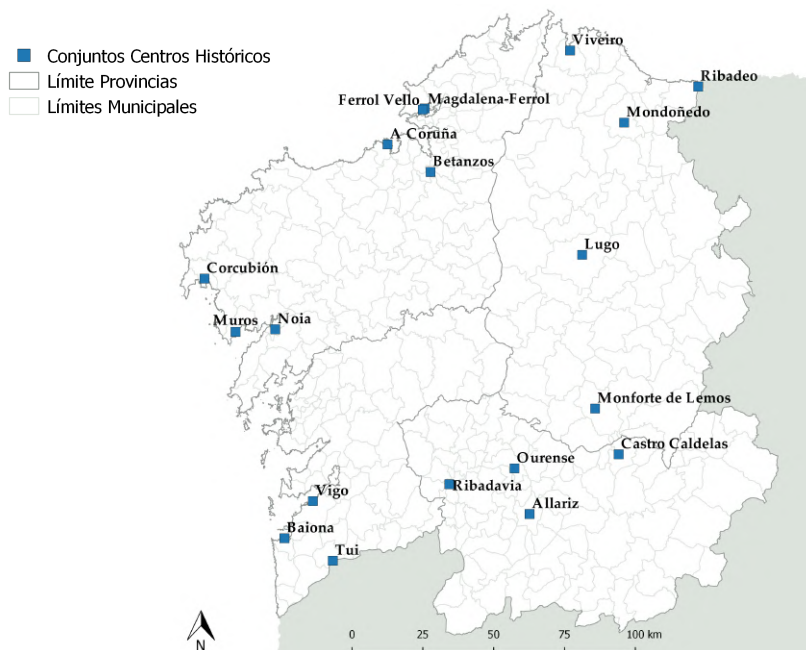 Conjuntos Centros Históricos
Límite Provincias
Límites Municipales
Viveiro
Ribadeo
Ferrol Vello
Magdalena-Ferrol
Mondoñedo
A Coruña
Betanzos
Lugo
Corcubión
Muros
Noia
Monforte de Lemos
Castro Caldelas
Ourense
Ribadavia
Vigo
Allariz
Baiona
Tui
N
0 25 50 75 100 km